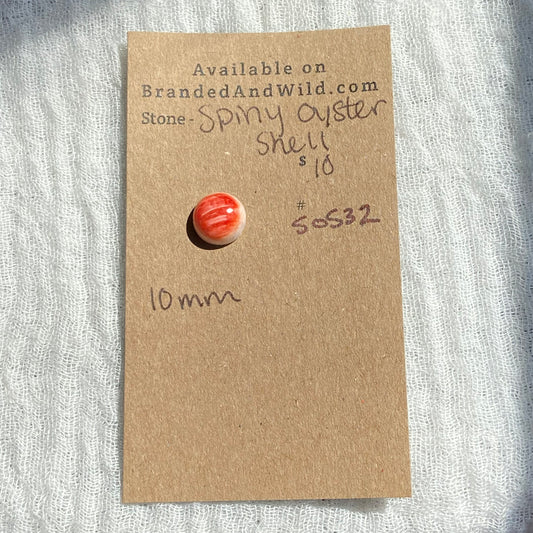 Available on
BrandedAndWild.com
Stone - Spiny Oyster
Shell
$10
#
SOS32
10mm